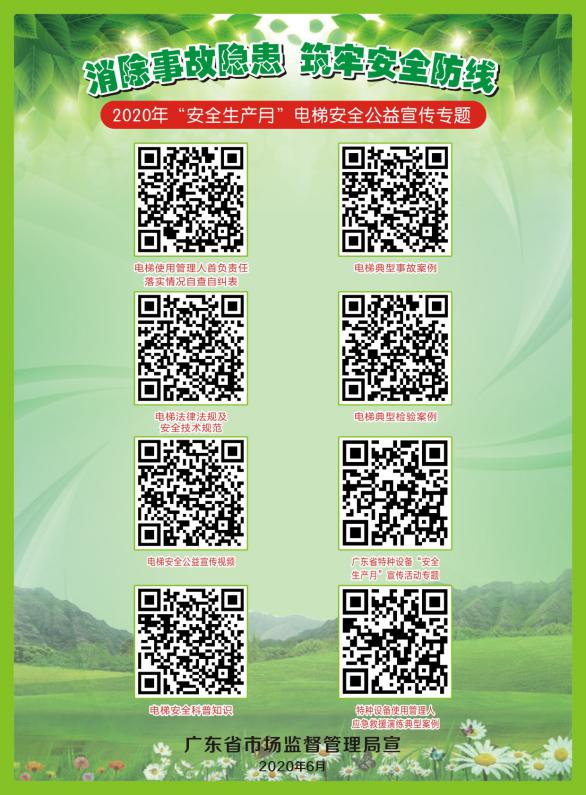 消除事故隐患 筑牢安全防线
2020年“安全生产月”电梯安全公益宣传专题
电梯使用管理人首负责任
落实情况自查自纠表
电梯典型事故案例
电梯法律法规及
安全技术规范
电梯典型检验案例
电梯安全公益宣传视频
广东省特种设备“安全
生产月”宣传活动专题
电梯安全科普知识
特种设备使用管理人
应急救援演练典型案例
广东省市场监督管理局宣
2020年6月